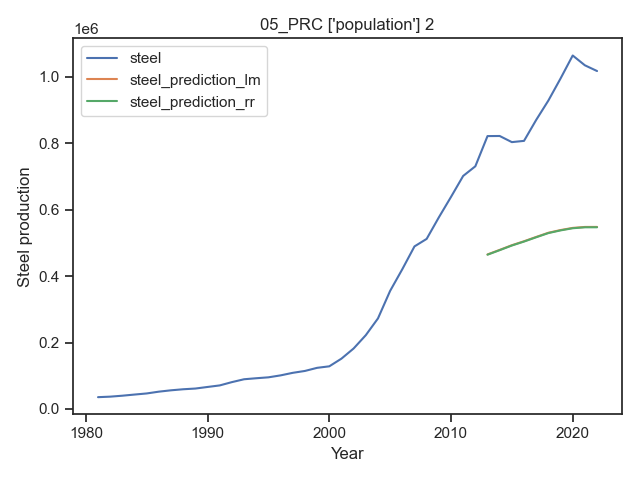 05_PRC ['population'] 2
1e6
steel
steel_prediction_lm
steel_prediction_rr
1.0
0.8
0.6
0.4
0.2
0.0
Steel production
1980
1990
2000
2010
2020
Year